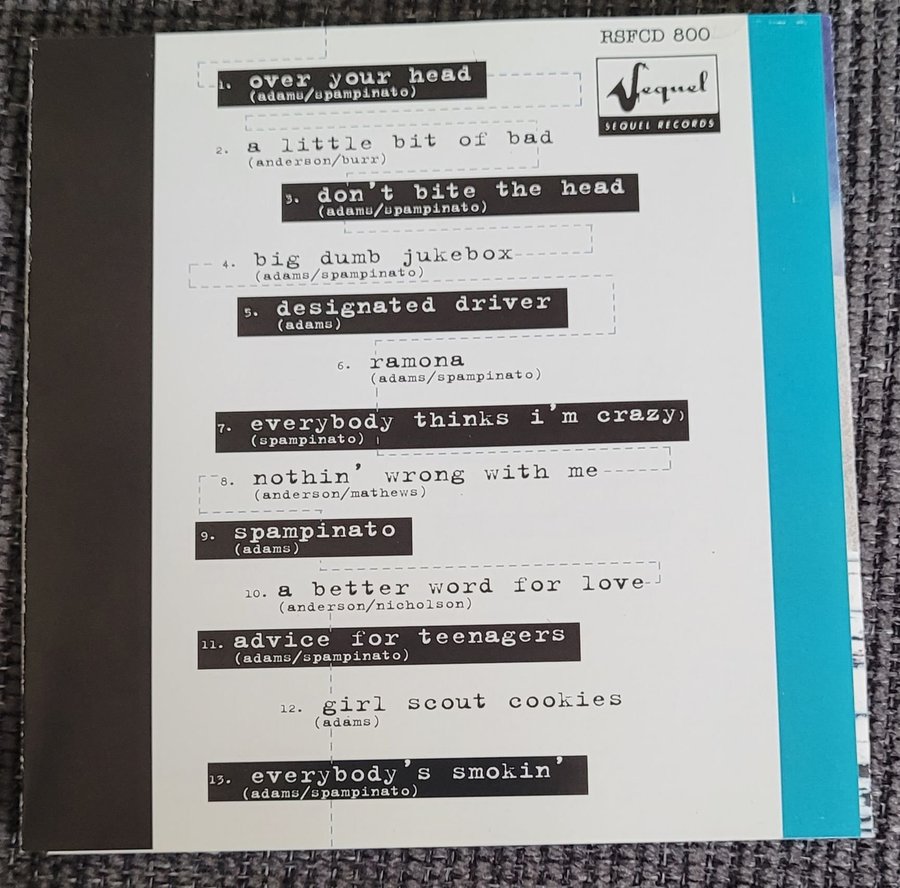 RSFCD 800
Sequel
SEQUEL RECORDS
1. over your head
(adams/spampinato)
2. a little bit of bad
(anderson/burr)
3. don't bite the head
(adams/spampinato)
4. big dumb jukebox
(adams/spampinato)
5. designated driver
(adams)
6. ramona
(adams/spampinato)
7. everybody thinks i'm crazy)
(spampinato)
8. nothin' wrong with me
(anderson/mathews)
9. spampinato
(adams)
10. a better word for love
(anderson/nicholson)
11. advice for teenagers
(adams/spampinato)
12. girl scout cookies
(adams)
13. everybody's smokin'
(adams/spampinato)